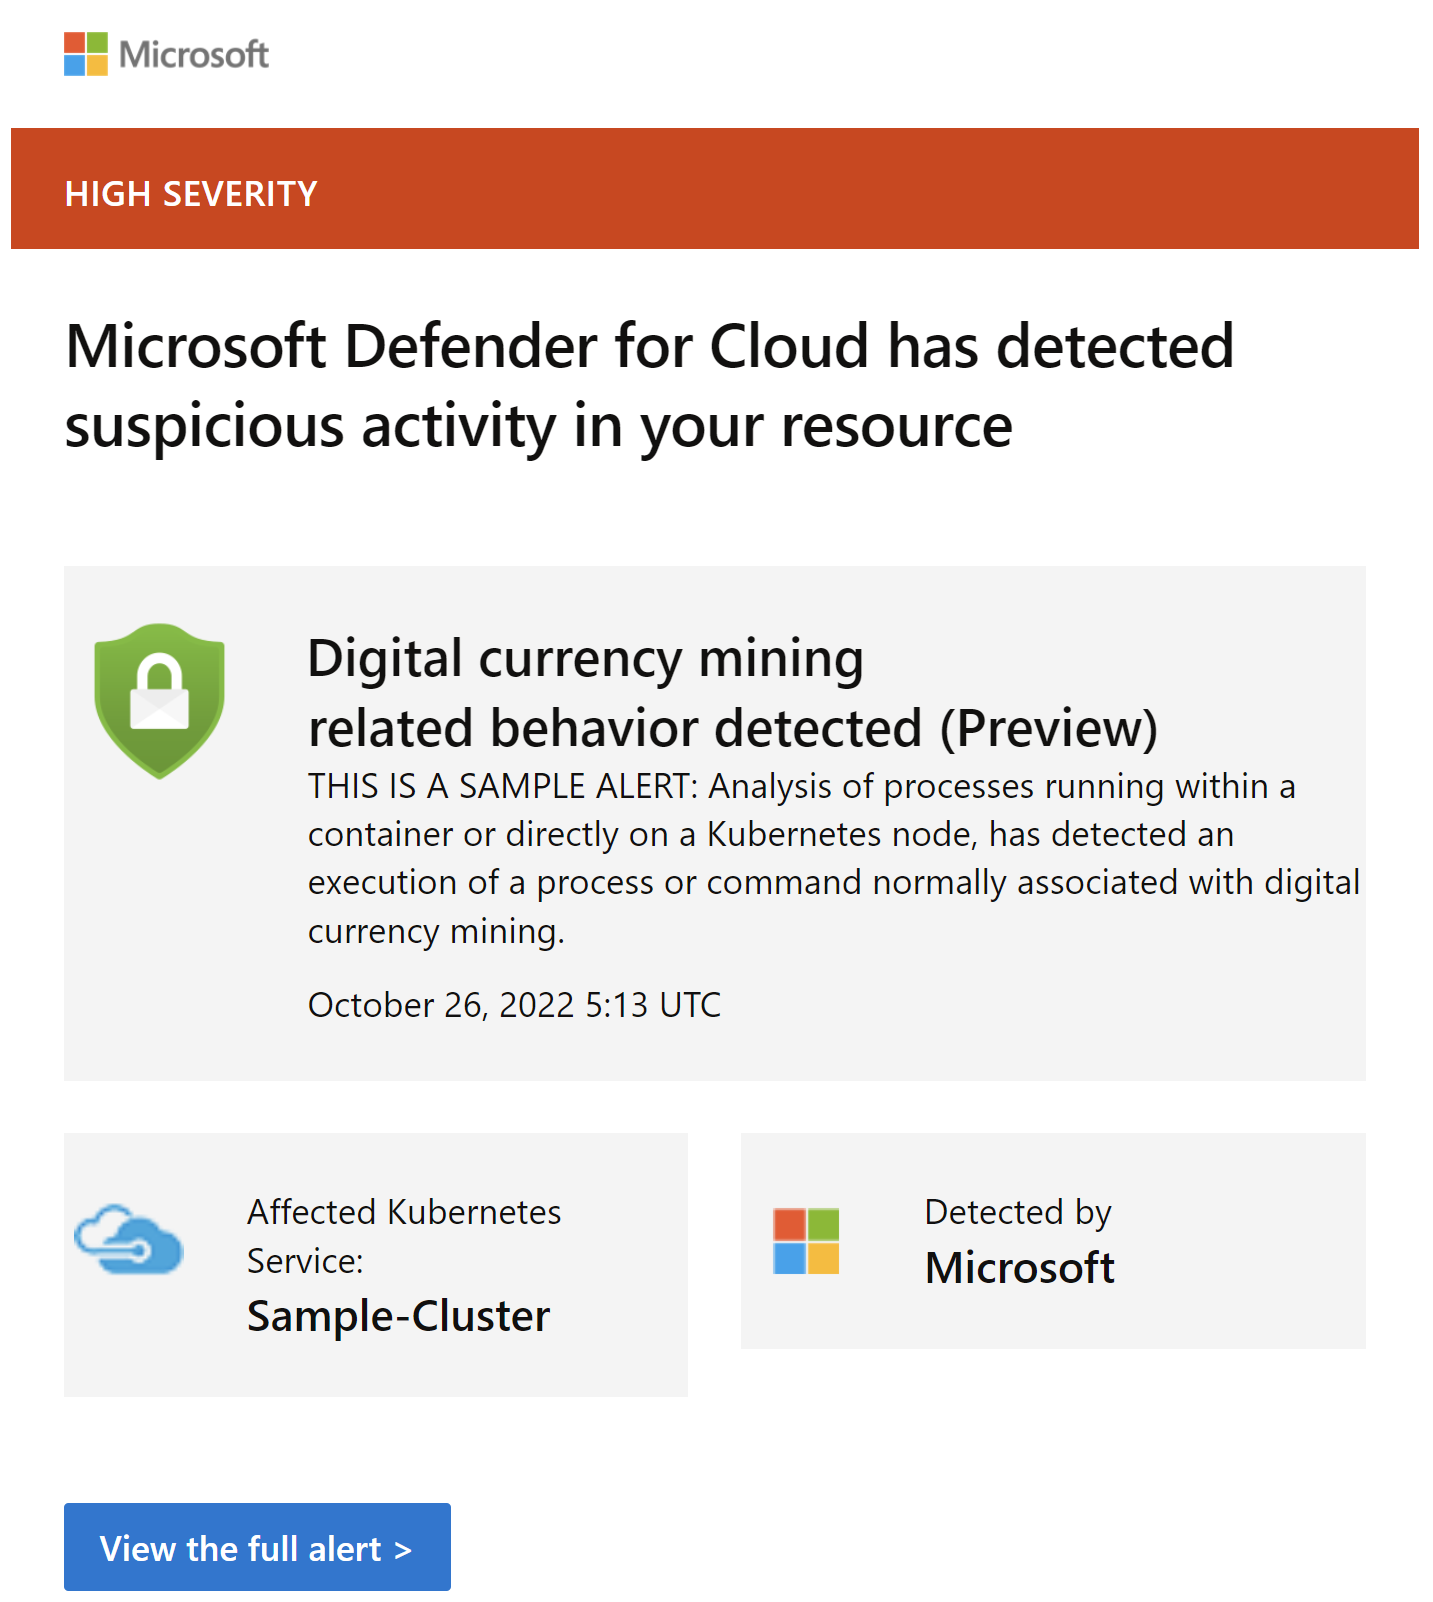 Microsoft
HIGH SEVERITY
Microsoft Defender for Cloud has detected
suspicious activity in your resource
Digital currency mining
related behavior detected (Preview)
THIS IS A SAMPLE ALERT: Analysis of processes running within a
container or directly on a Kubernetes node, has detected an
execution of a process or command normally associated with digital
currency mining.
October 26, 2022 5:13 UTC
Affected Kubernetes
Service:
Sample-Cluster
Detected by
Microsoft
View the full alert >